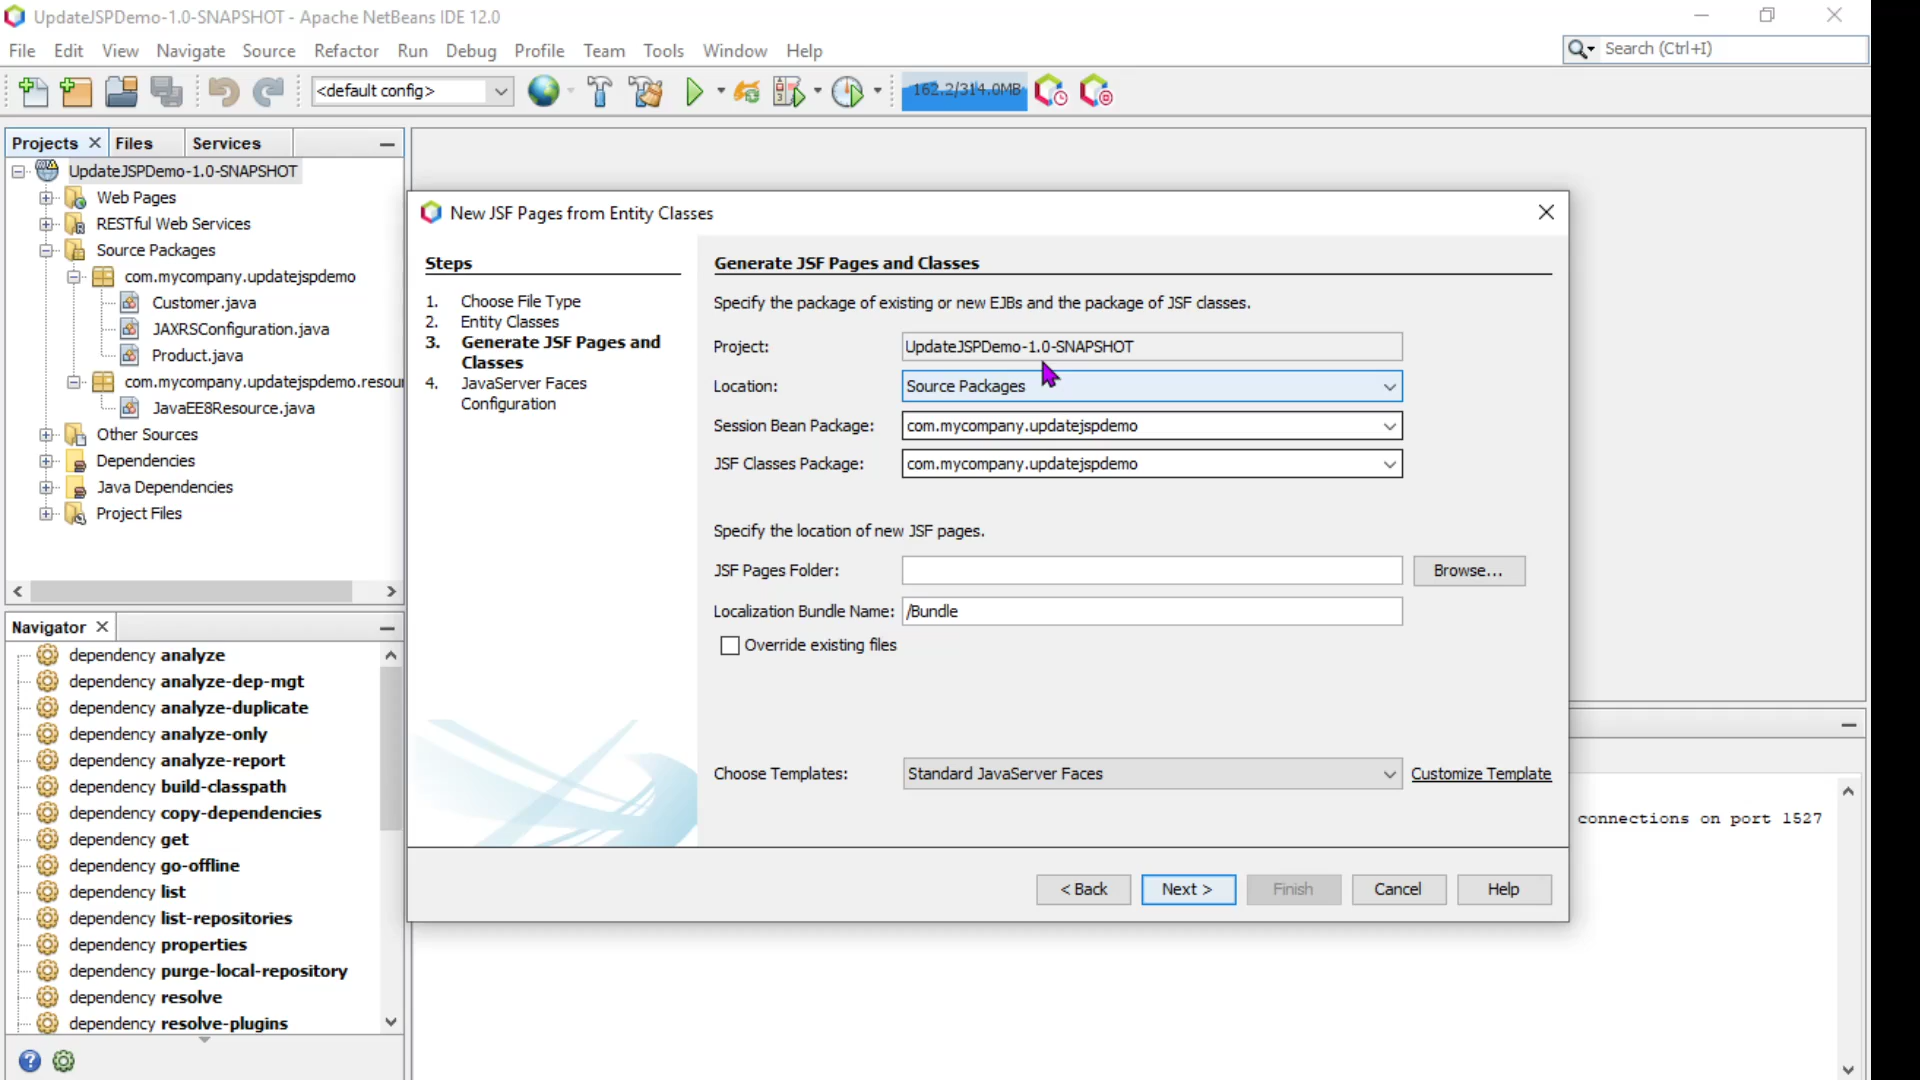 UpdateJSPDemo-1.0-SNAPSHOT - Apache NetBeans IDE 12.0
File Edit View Navigate Source Refactor Run Debug Profile Team Tools Window Help
Search (Ctrl+I)
<default config>
162.2/314.0MB
Projects Files Services
UpdateJSPDemo-1.0-SNAPSHOT
Web Pages
RESTful Web Services
Source Packages
com.mycompany.updatejspdemo
Customer.java
JAXRSConfiguration.java
Product.java
com.mycompany.updatejspdemo.resou
JavaEE8Resource.java
Other Sources
Dependencies
Java Dependencies
Project Files
Navigator
dependency analyze
dependency analyze-dep-mgt
dependency analyze-duplicate
dependency analyze-only
dependency analyze-report
dependency build-classpath
dependency copy-dependencies
dependency get
dependency go-offline
dependency list
dependency list-repositories
dependency properties
dependency purge-local-repository
dependency resolve
dependency resolve-plugins
New JSF Pages from Entity Classes
Steps
1. Choose File Type
2. Entity Classes
3. Generate JSF Pages and
Classes
4. JavaServer Faces
Configuration
Generate JSF Pages and Classes
Specify the package of existing or new EJBs and the package of JSF classes.
Project: UpdateJSPDemo-1.0-SNAPSHOT
Location: Source Packages
Session Bean Package: com.mycompany.updatejspdemo
JSF Classes Package: com.mycompany.updatejspdemo
Specify the location of new JSF pages.
JSF Pages Folder: Browse...
Localization Bundle Name: /Bundle
Override existing files
Choose Templates: Standard JavaServer Faces Customize Template
< Back Next > Finish Cancel Help
connections on port 1527